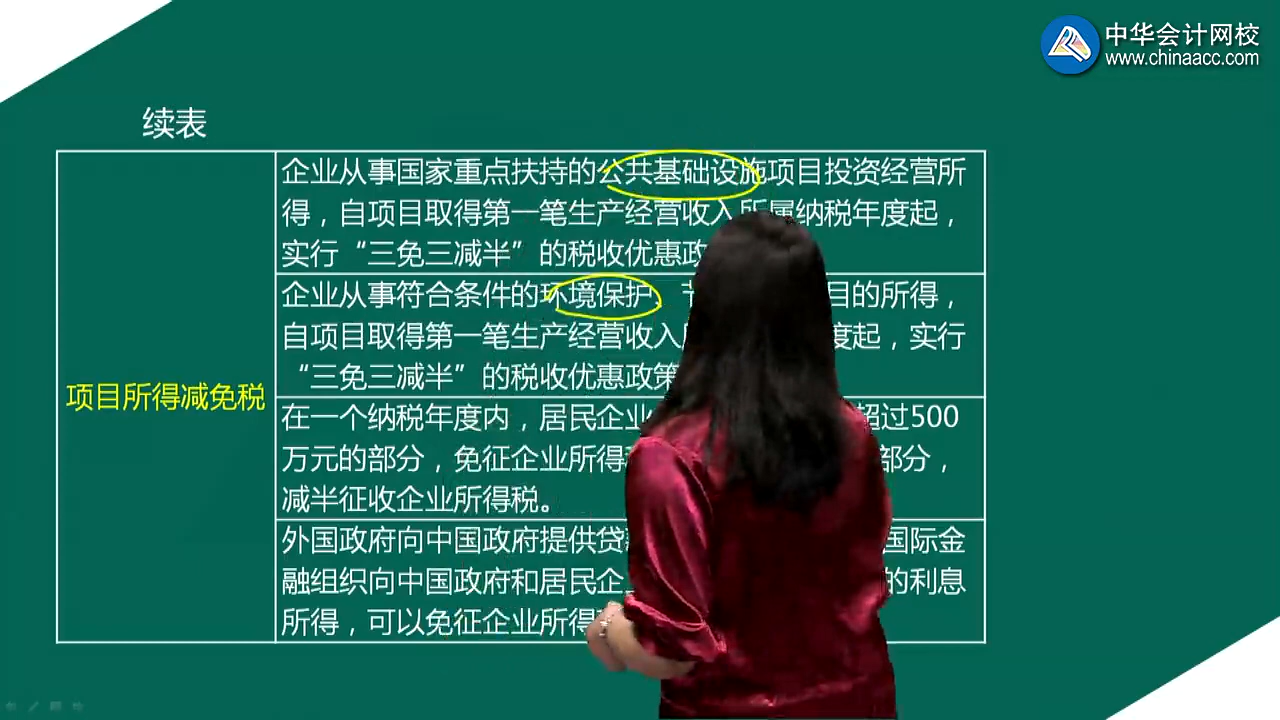 中华会计网校
www.chinaacc.com
续表
项目所得减免税
企业从事国家重点扶持的公共基础设施项目投资经营所
得，自项目取得第一笔生产经营收入所属纳税年度起，
实行“三免三减半”的税收优惠政
企业从事符合条件的环境保护、 目的所得，
自项目取得第一笔生产经营收入 度起，实行
“三免三减半”的税收优惠政策
在一个纳税年度内，居民企业 超过500
万元的部分，免征企业所得 部分，
减半征收企业所得税。
外国政府向中国政府提供贷 国际金
融组织向中国政府和居民企 的利息
所得，可以免征企业所得